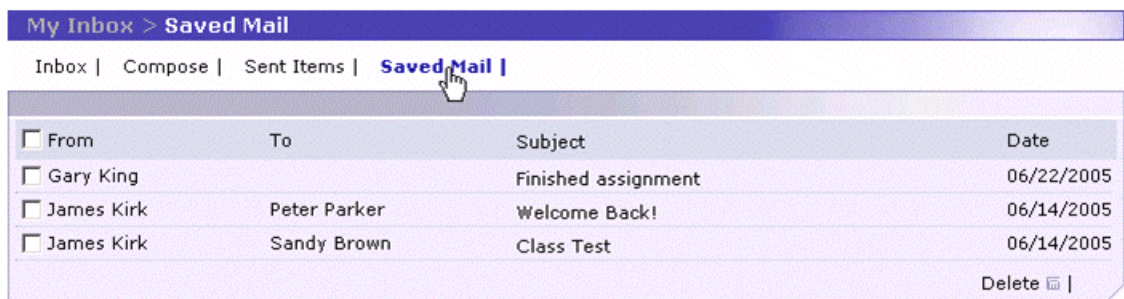 My Inbox > Saved Mail
Inbox | Compose | Sent Items | Saved Mail |
From To Subject Date
Gary King Finished assignment 06/22/2005
James Kirk Peter Parker Welcome Back! 06/14/2005
James Kirk Sandy Brown Class Test 06/14/2005
Delete |